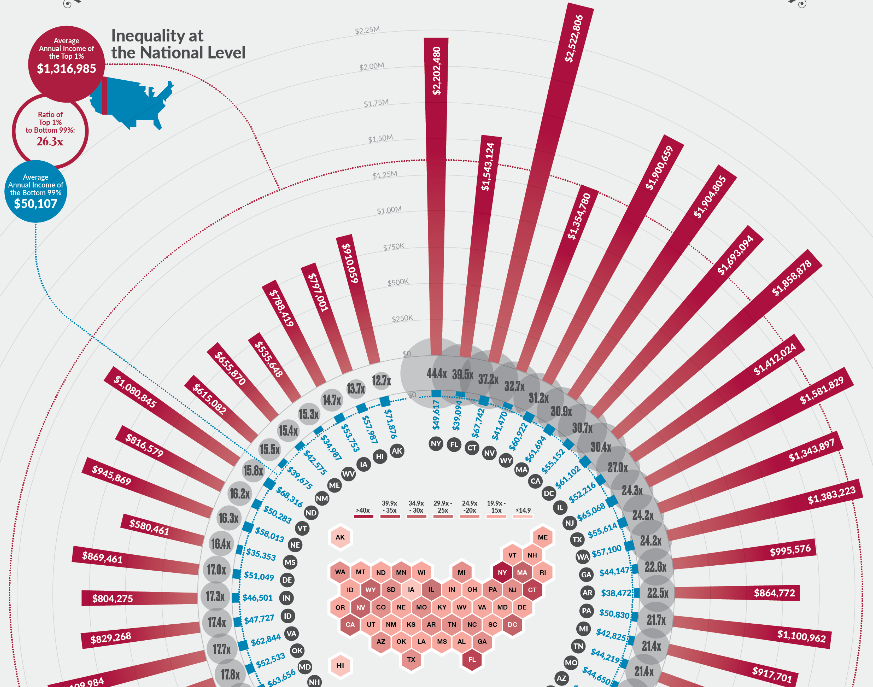 Inequality at
the National Level
Average
Annual Income of
the Top 1%
$1,316,985
Ratio of
Top 1%
to Bottom 99%:
26.3x
Average
Annual Income of
the Bottom 99%
$50,107
$2.25M
$2.00M
$1.75M
$1.50M
$1.25M
$1.00M
$750K
$500K
$250K
$0
$0
$2,202,480
$1,543,124
$2,522,806
$1,354,780
$1,900,659
$1,904,805
$1,693,094
$1,858,878
$1,412,024
$1,581,829
$1,343,897
$1,383,223
$995,576
$864,772
$1,100,962
$917,701
$910,059
$797,001
$788,419
$535,648
$655,870
$615,082
$1,080,845
$816,579
$945,869
$580,461
$869,461
$804,275
$829,268
44.4x
39.5x
37.2x
32.7x
31.2x
30.9x
30.7x
30.4x
27.0x
24.3x
24.2x
24.2x
22.6x
22.5x
21.7x
21.4x
21.4x
12.7x
13.7x
14.7x
15.3x
15.4x
15.5x
15.8x
16.2x
16.3x
16.4x
17.0x
17.3x
17.4x
17.7x
17.8x
$49,617
$39,094
$67,742
$41,470
$60,922
$61,694
$55,152
$61,102
$52,216
$65,068
$55,614
$57,100
$44,147
$38,472
$50,830
$42,825
$44,219
$44,650
$71,876
$57,987
$53,753
$34,987
$42,575
$39,675
$68,316
$50,283
$58,013
$35,353
$51,049
$46,501
$47,727
$62,844
$52,533
$63,656
NY
FL
CT
NV
WY
MA
CA
DC
IL
NJ
TX
WA
GA
AR
PA
MI
TN
MO
AZ
AK
HI
IA
WV
ME
NM
ND
VT
NE
MS
DE
IN
ID
VA
OK
MD
NH
>40x
39.9x
-35x
34.9x
- 30x
29.9x -
25x
24.9x
-20x
19.9x -
15x
<14.9
AK ME
VT NH
WA MT ND MN WI MI NY MA RI
ID WY SD IA IL IN OH PA NJ CT
OR NV CO NE MO KY WV VA MD DE
CA UT NM KS AR TN NC SC DC
AZ OK LA MS AL GA
HI TX FL